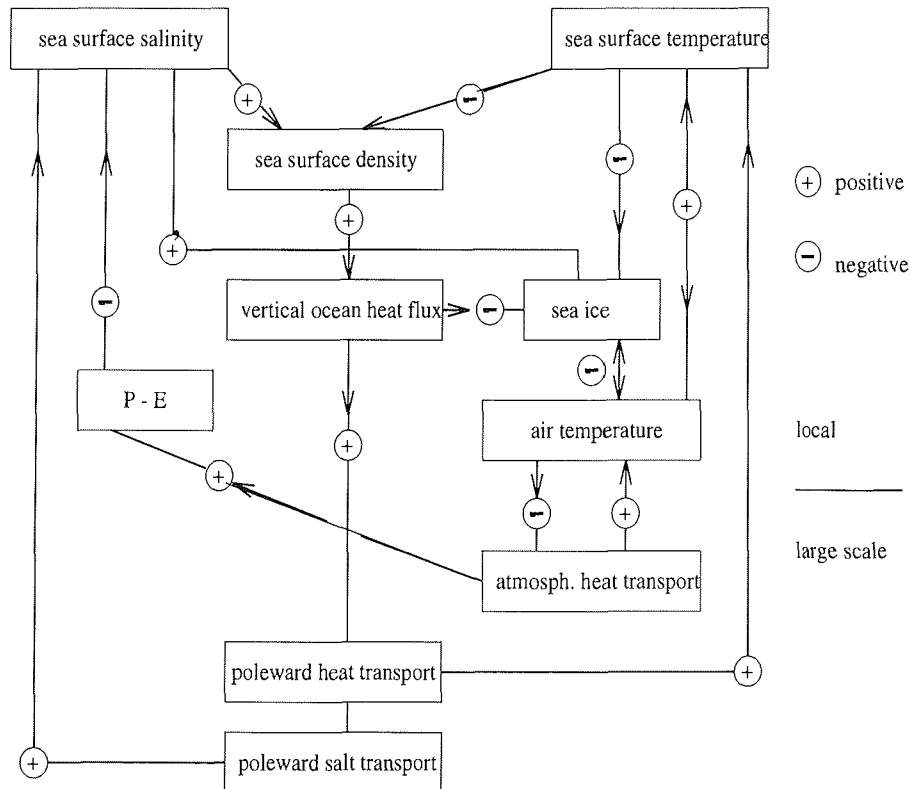 sea surface salinity
sea surface temperature
+
−
sea surface density
−
+ positive
+
+
+
− negative
−
vertical ocean heat flux
−
sea ice
−
P - E
air temperature
local
+
+
−
+
large scale
atmosph. heat transport
poleward heat transport
+
poleward salt transport
+